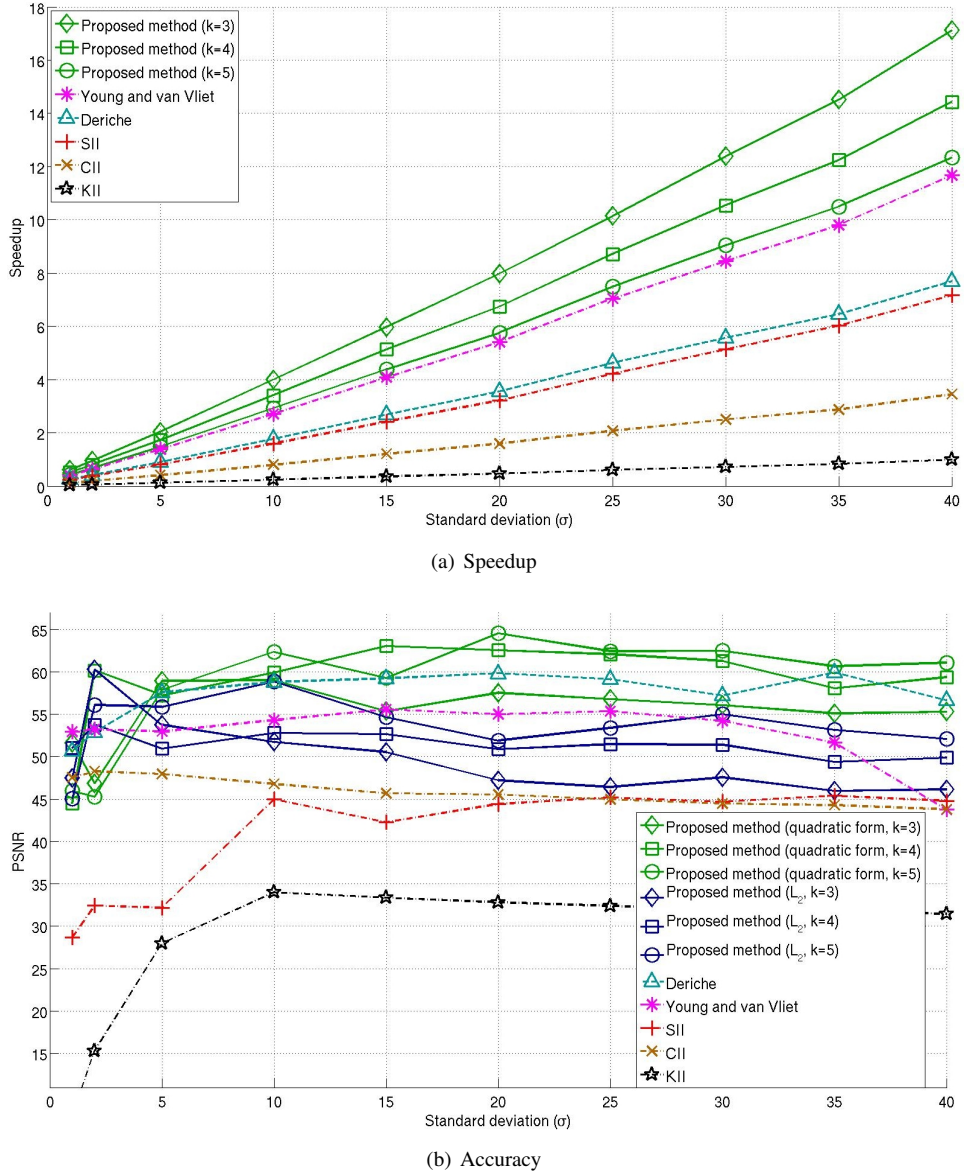 18
16
14
12
10
8
6
4
2
0
Speedup
Proposed method (k=3)
Proposed method (k=4)
Proposed method (k=5)
Young and van Vliet
Deriche
SII
CII
KII
0 5 10 15 20 25 30 35 40
Standard deviation (σ)
(a) Speedup
65
60
55
50
45
40
35
30
25
20
15
PSNR
Proposed method (quadratic form, k=3)
Proposed method (quadratic form, k=4)
Proposed method (quadratic form, k=5)
Proposed method (L₂, k=3)
Proposed method (L₂, k=4)
Proposed method (L₂, k=5)
Deriche
Young and van Vliet
SII
CII
KII
0 5 10 15 20 25 30 35 40
Standard deviation (σ)
(b) Accuracy